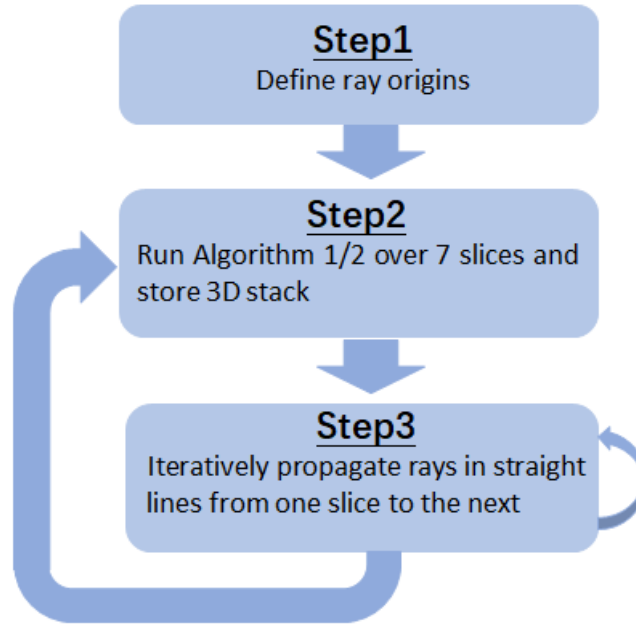 Step1
Define ray origins
Step2
Run Algorithm 1/2 over 7 slices and
store 3D stack
Step3
Iteratively propagate rays in straight
lines from one slice to the next